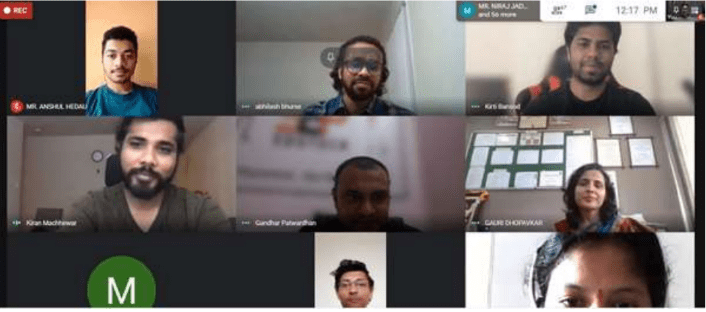 REC
MR. NIRAJ JAD...
and 56 more
12:17 PM
MR. ANSHUL HEDAU
abhilash bhurse
Kirti Bansod
Kiran Machhewar
Gandhar Patwardhan
GAURI DHOPAVKAR
M
M